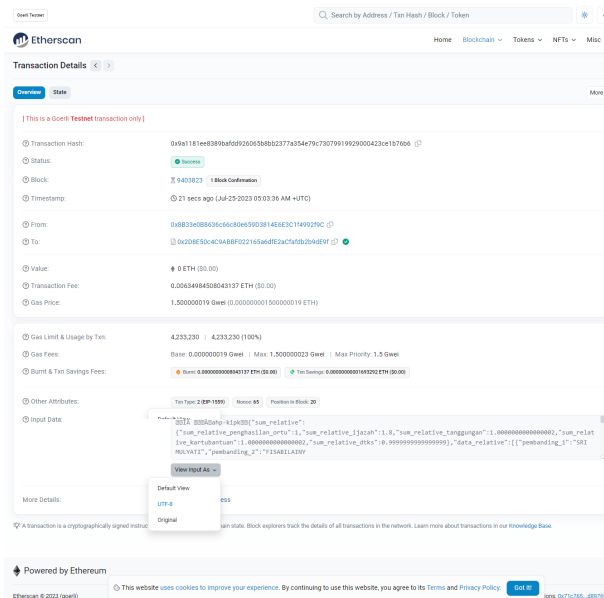 Goerli Testnet
Search by Address / Txn Hash / Block / Token
Etherscan
Home Blockchain Tokens NFTs Misc
Transaction Details
Overview State
More
[ This is a Goerli Testnet transaction only ]
Transaction Hash: 0x9a1181ee8389bafdd926065b8bb2377a354e79c73079919929000423ce1b76b6
Status: Success
Block: 9403823 1 Block Confirmation
Timestamp: 21 secs ago (Jul-25-2023 05:03:36 AM +UTC)
From: 0x8B33e0B8636c66c80e659D3814E6E3C1f4992f9C
To: 0x2D8E50c4C9ABBFD22165a6dfE2aCfafdb2b9dE9f
Value: 0 ETH ($0.00)
Transaction Fee: 0.00634984508043137 ETH ($0.00)
Gas Price: 1.500000019 Gwei (0.000000001500000019 ETH)
Gas Limit & Usage by Txn: 4,233,230 | 4,233,230 (100%)
Gas Fees: Base: 0.000000019 Gwei | Max: 1.500000023 Gwei | Max Priority: 1.5 Gwei
Burnt & Txn Savings Fees: Burnt: 0.00000000008043137 ETH ($0.00) Txn Savings: 0.00000000001693292 ETH ($0.00)
Other Attributes: Txn Type: 2 (EIP-1559) Nonce: 65 Position In Block: 20
Input Data:
ahp-kipk {"sum_relative":
{"sum_relative_penghasilan_ortu":1,"sum_relative_ijazah":1.0,"sum_relative_tanggungan":1.0000000000000002,"sum_relat
ive_kartubantuan":1.0000000000000002,"sum_relative_dtks":0.9999999999999999},"data_relative":[{"pembanding_1":"SRI
MULYATI","pembanding_2":"FISABILAINY
View Input As
Default View
UTF-8
Original
More Details:
A transaction is a cryptographically signed instruc ain state. Block explorers track the details of all transactions in the network. Learn more about transactions in our Knowledge Base.
Powered by Ethereum
This website uses cookies to improve your experience. By continuing to use this website, you agree to its Terms and Privacy Policy.
Got it!
Etherscan © 2023 (goerli)